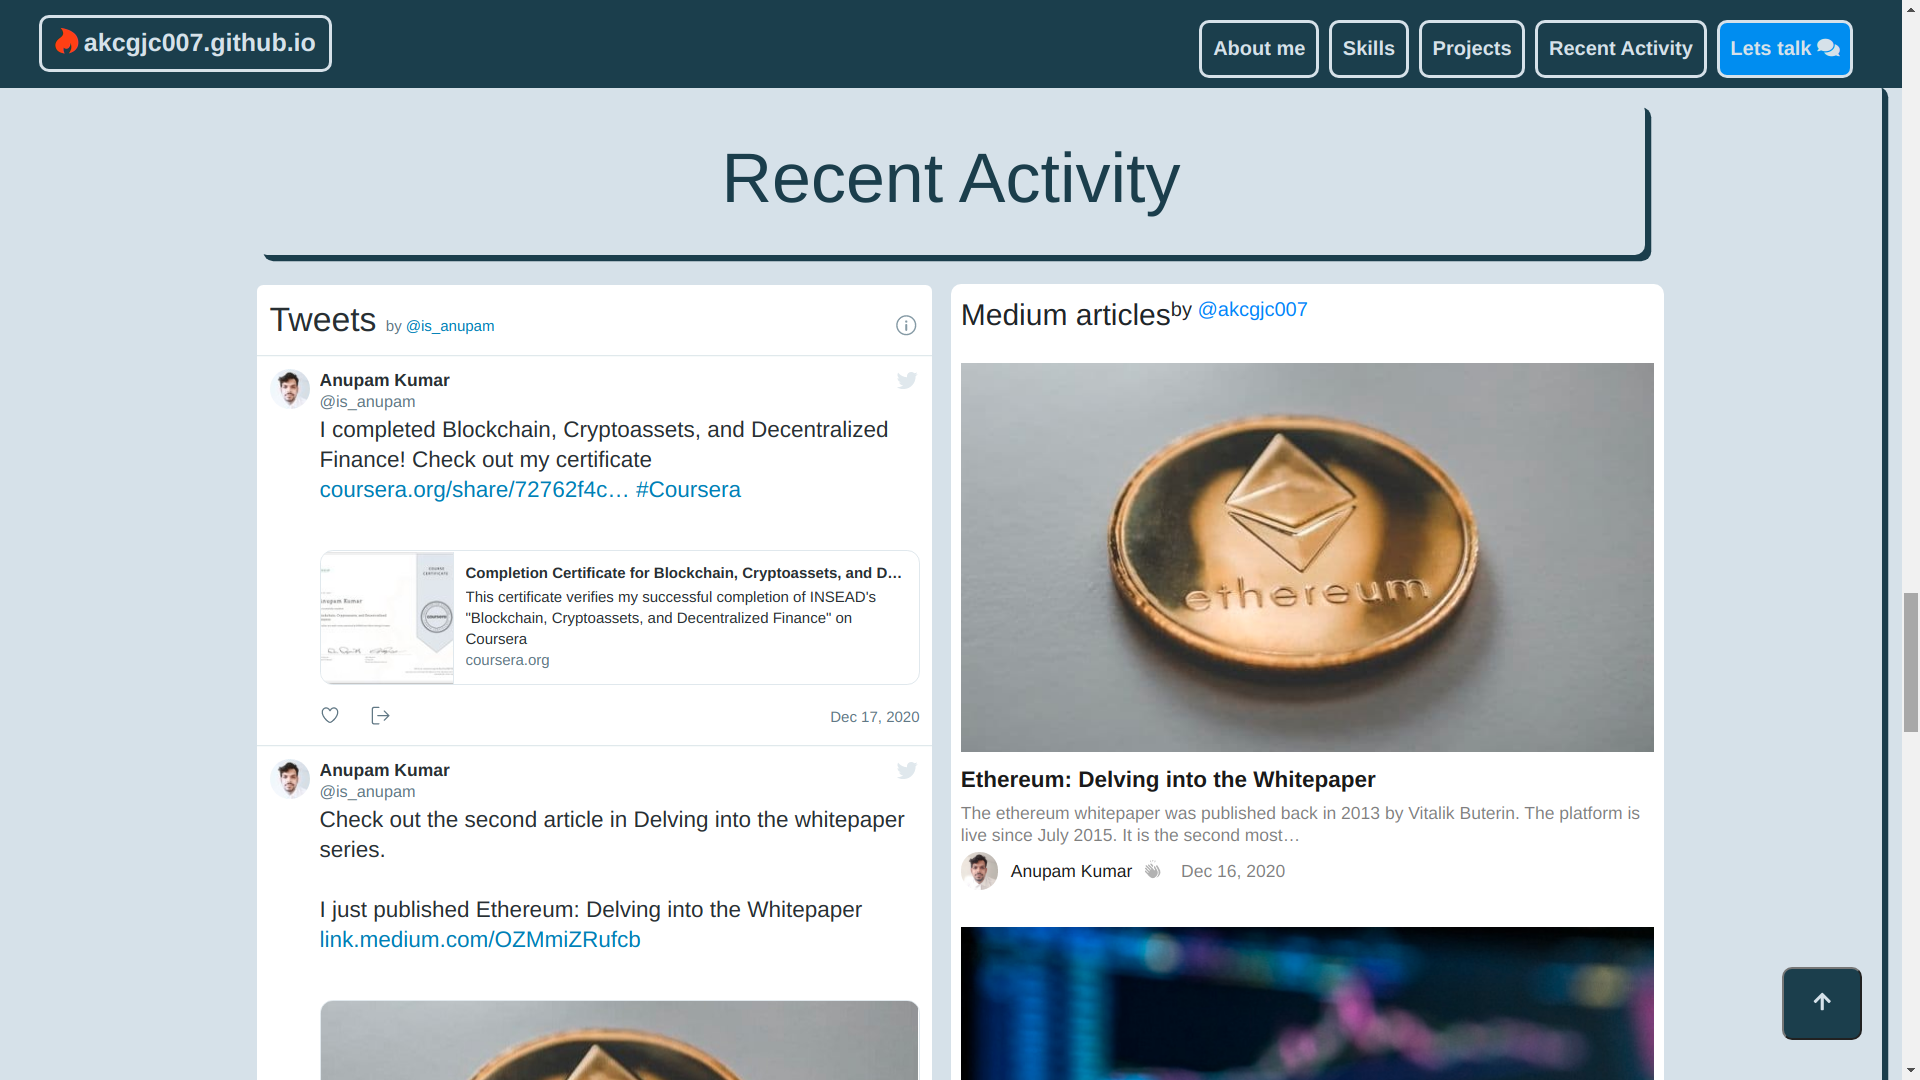 akcgjc007.github.io
About me
Skills
Projects
Recent Activity
Lets talk
Recent Activity
Tweets by @is_anupam
Anupam Kumar
@is_anupam
I completed Blockchain, Cryptoassets, and Decentralized
Finance! Check out my certificate
coursera.org/share/72762f4c… #Coursera
COURSE
CERTIFICATE
coursera
Completion Certificate for Blockchain, Cryptoassets, and D…
This certificate verifies my successful completion of INSEAD's
"Blockchain, Cryptoassets, and Decentralized Finance" on
Coursera
coursera.org
Dec 17, 2020
Anupam Kumar
@is_anupam
Check out the second article in Delving into the whitepaper
series.
I just published Ethereum: Delving into the Whitepaper
link.medium.com/OZMmiZRufcb
Medium articlesby @akcgjc007
ethereum
Ethereum: Delving into the Whitepaper
The ethereum whitepaper was published back in 2013 by Vitalik Buterin. The platform is
live since July 2015. It is the second most…
Anupam Kumar
Dec 16, 2020